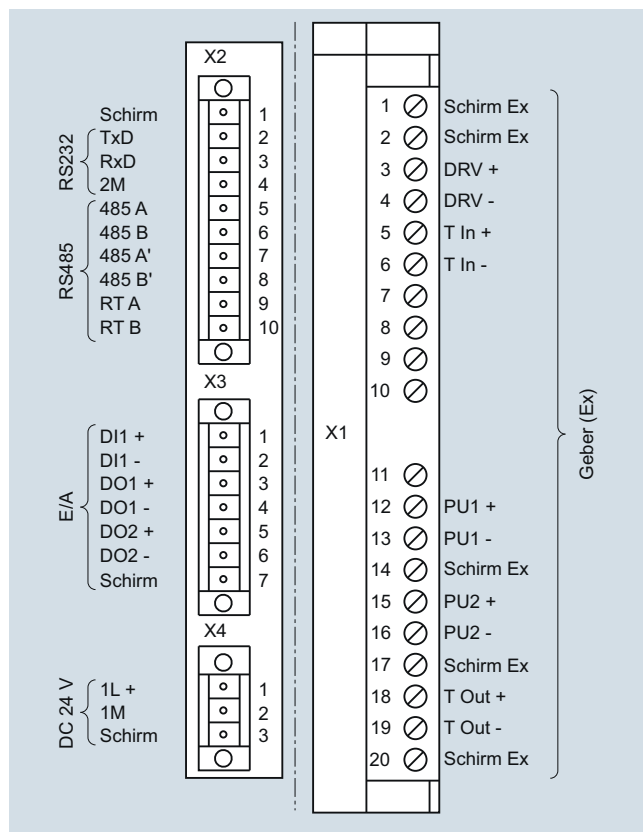 X2
Schirm 1
RS232
TxD 2
RxD 3
2M 4
RS485
485 A 5
485 B 6
485 A' 7
485 B' 8
RT A 9
RT B 10
X3
E/A
DI1 + 1
DI1 - 2
DO1 + 3
DO1 - 4
DO2 + 5
DO2 - 6
Schirm 7
X4
DC 24 V
1L + 1
1M 2
Schirm 3
X1
1 Schirm Ex
2 Schirm Ex
3 DRV +
4 DRV -
5 T In +
6 T In -
7
8
9
10
11
12 PU1 +
13 PU1 -
14 Schirm Ex
15 PU2 +
16 PU2 -
17 Schirm Ex
18 T Out +
19 T Out -
20 Schirm Ex
Geber (Ex)